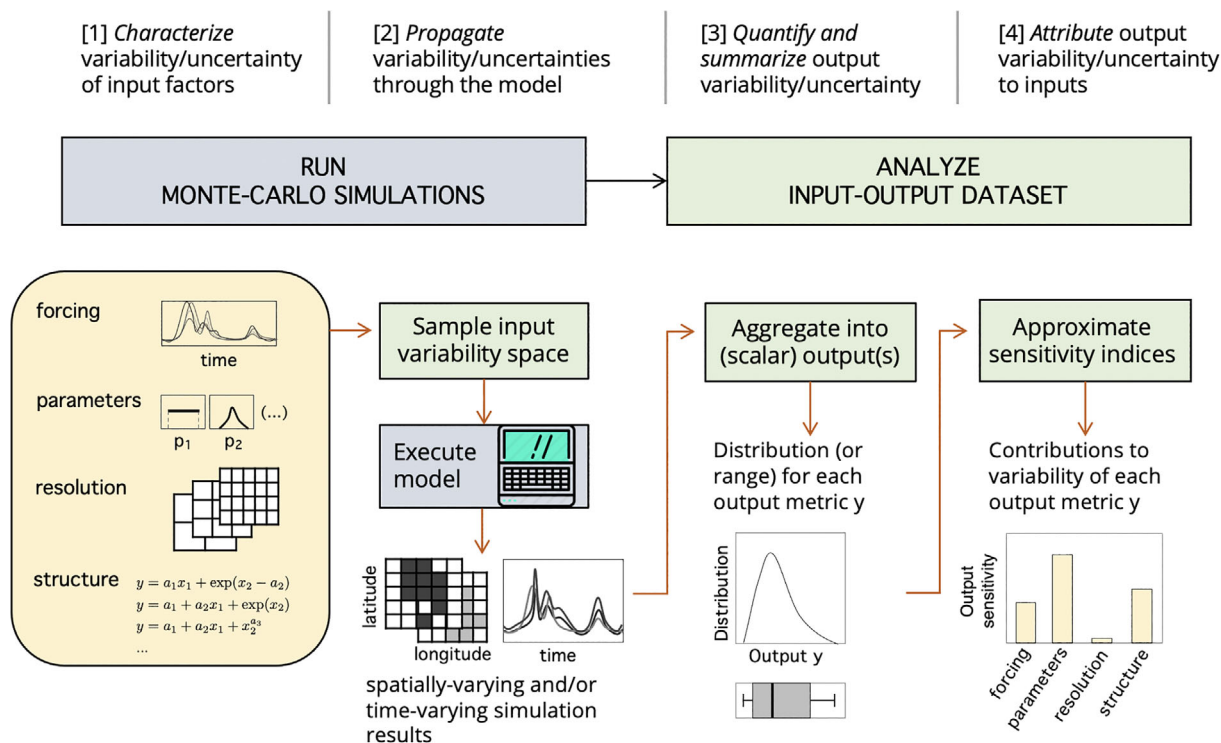 [1] Characterize
variability/uncertainty
of input factors
[2] Propagate
variability/uncertainties
through the model
[3] Quantify and
summarize output
variability/uncertainty
[4] Attribute output
variability/uncertainty
to inputs
RUN
MONTE-CARLO SIMULATIONS
ANALYZE
INPUT-OUTPUT DATASET
forcing
time
parameters
p₁
p₂
(...)
resolution
structure
y = a₁x₁ + exp(x₂ − a₂)
y = a₁ + a₂x₁ + exp(x₂)
y = a₁ + a₂x₁ + x₂^a₃
...
Sample input
variability space
Execute
model
latitude
longitude
time
spatially-varying and/or
time-varying simulation
results
Aggregate into
(scalar) output(s)
Distribution (or
range) for each
output metric y
Distribution
Output y
Approximate
sensitivity indices
Contributions to
variability of each
output metric y
Output
sensitivity
forcing
parameters
resolution
structure